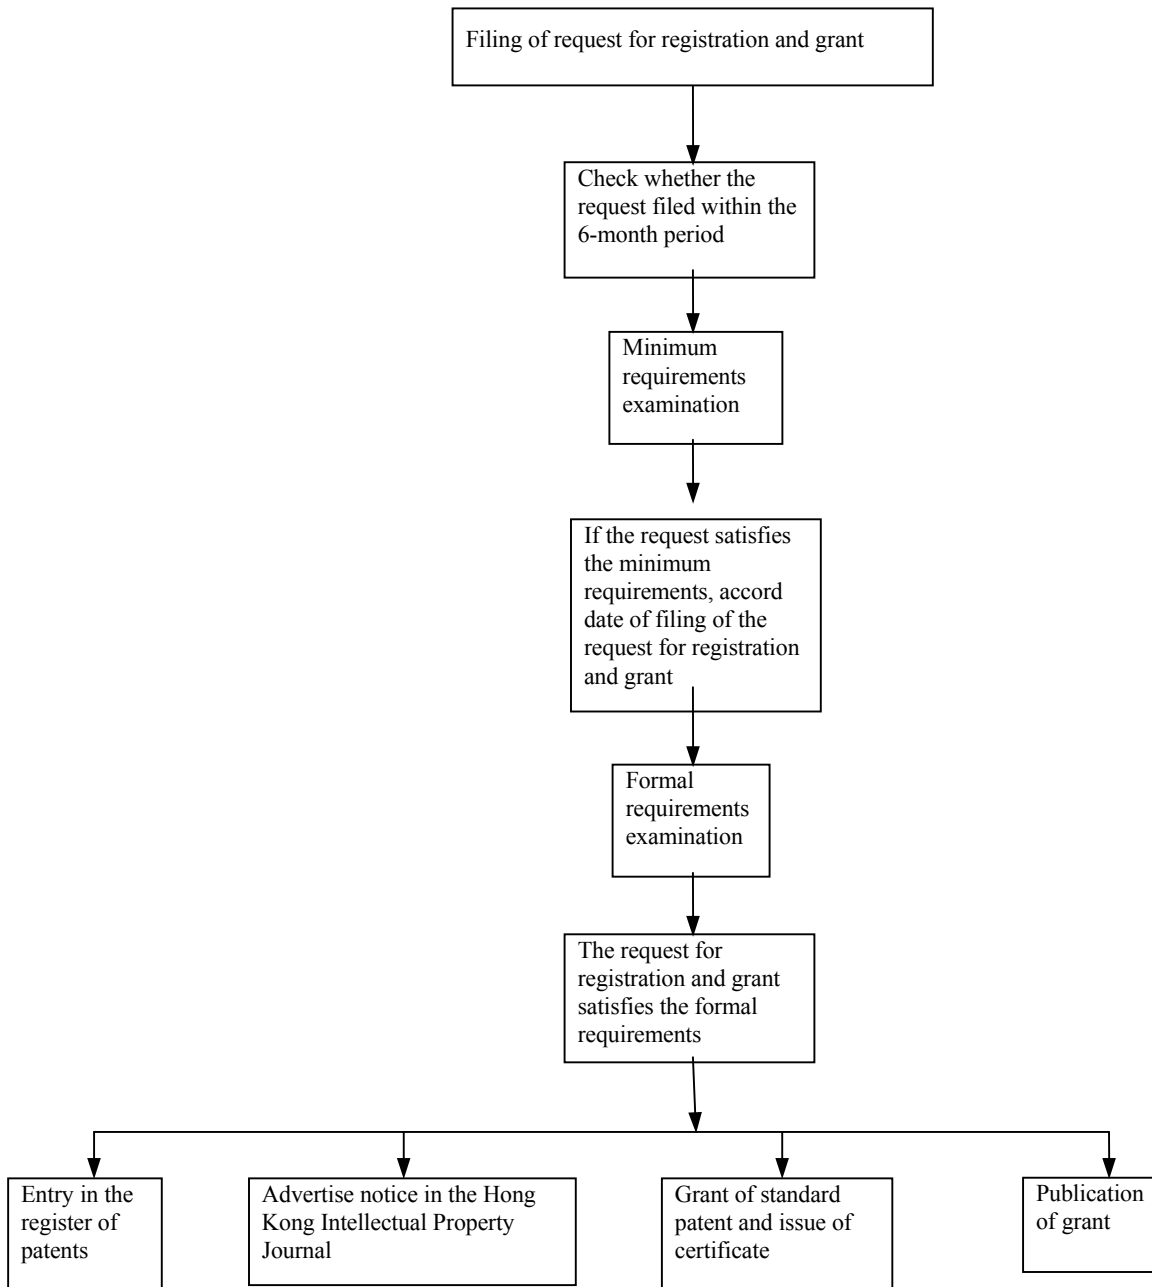 Filing of request for registration and grant
Check whether the
request filed within the
6-month period
Minimum
requirements
examination
If the request satisfies
the minimum
requirements, accord
date of filing of the
request for registration
and grant
Formal
requirements
examination
The request for
registration and grant
satisfies the formal
requirements
Entry in the
register of
patents
Advertise notice in the Hong
Kong Intellectual Property
Journal
Grant of standard
patent and issue of
certificate
Publication
of grant